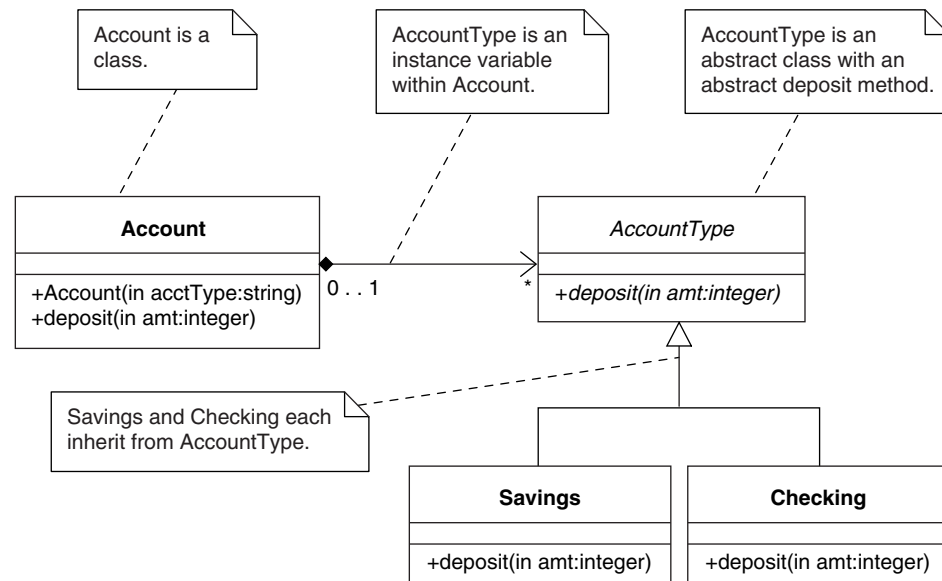 Account is a
class.
AccountType is an
instance variable
within Account.
AccountType is an
abstract class with an
abstract deposit method.
Account
+Account(in acctType:string)
+deposit(in amt:integer)
0 . . 1
*
AccountType
+deposit(in amt:integer)
Savings and Checking each
inherit from AccountType.
Savings
+deposit(in amt:integer)
Checking
+deposit(in amt:integer)